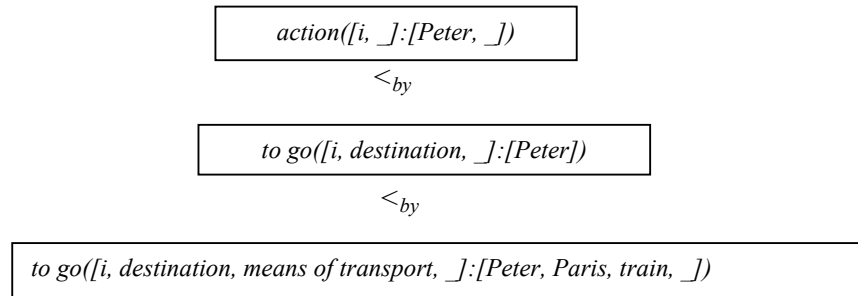 action([i, _]:[Peter, _])
<by
to go([i, destination, _]:[Peter])
<by
to go([i, destination, means of transport, _]:[Peter, Paris, train, _])